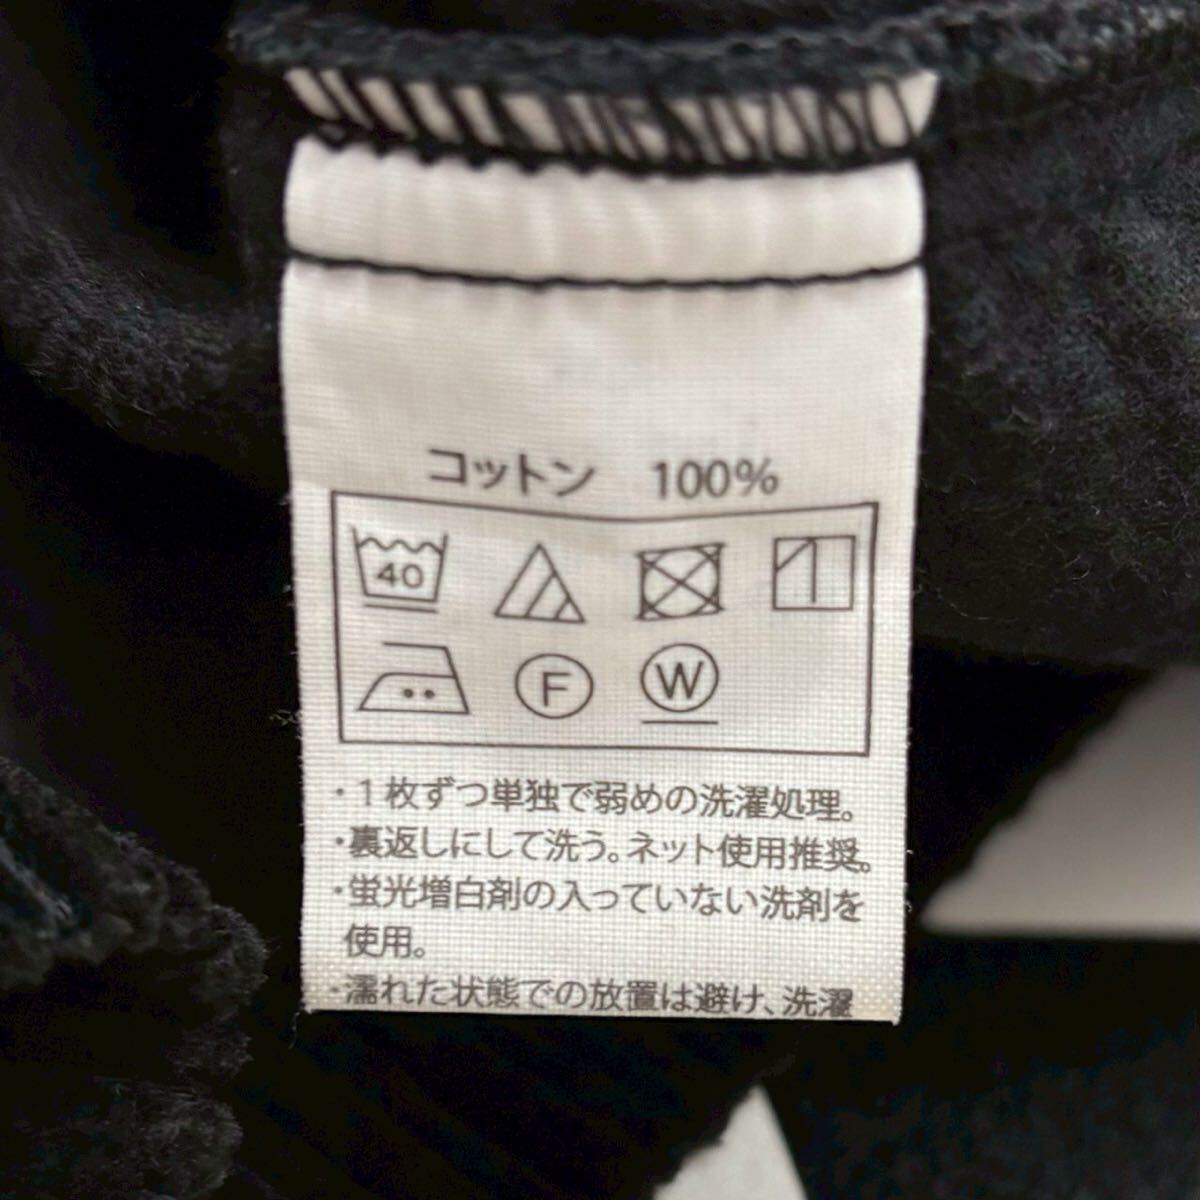 コットン 100%
40
F W
・1枚ずつ単独で弱めの洗濯処理。
・裏返しにして洗う。ネット使用推奨。
・蛍光増白剤の入っていない洗剤を
使用。
・濡れた状態での放置は避け、洗濯